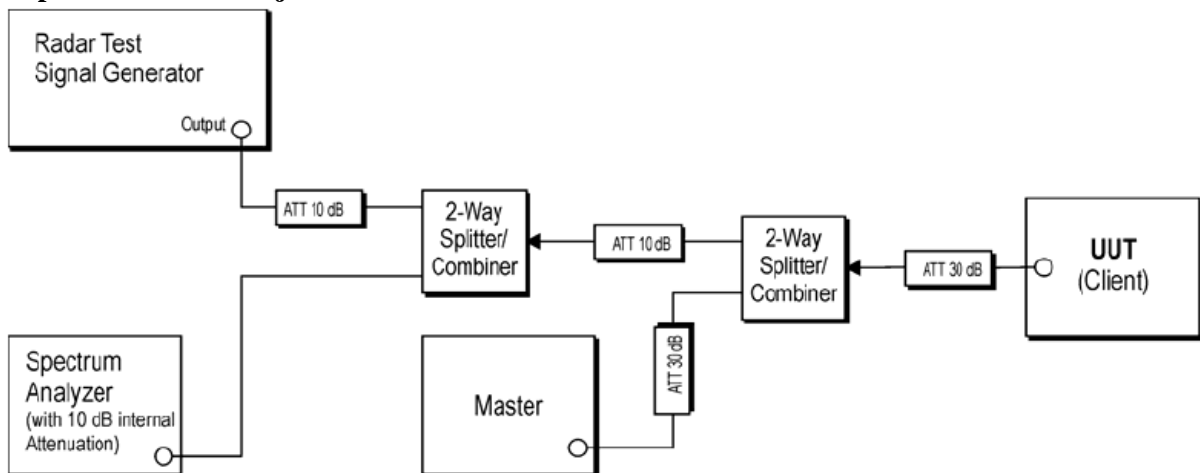 Radar Test
Signal Generator
Output
ATT 10 dB
2-Way
Splitter/
Combiner
ATT 10 dB
2-Way
Splitter/
Combiner
ATT 30 dB
UUT
(Client)
Spectrum
Analyzer
(with 10 dB internal
Attenuation)
Master
ATT 30 dB